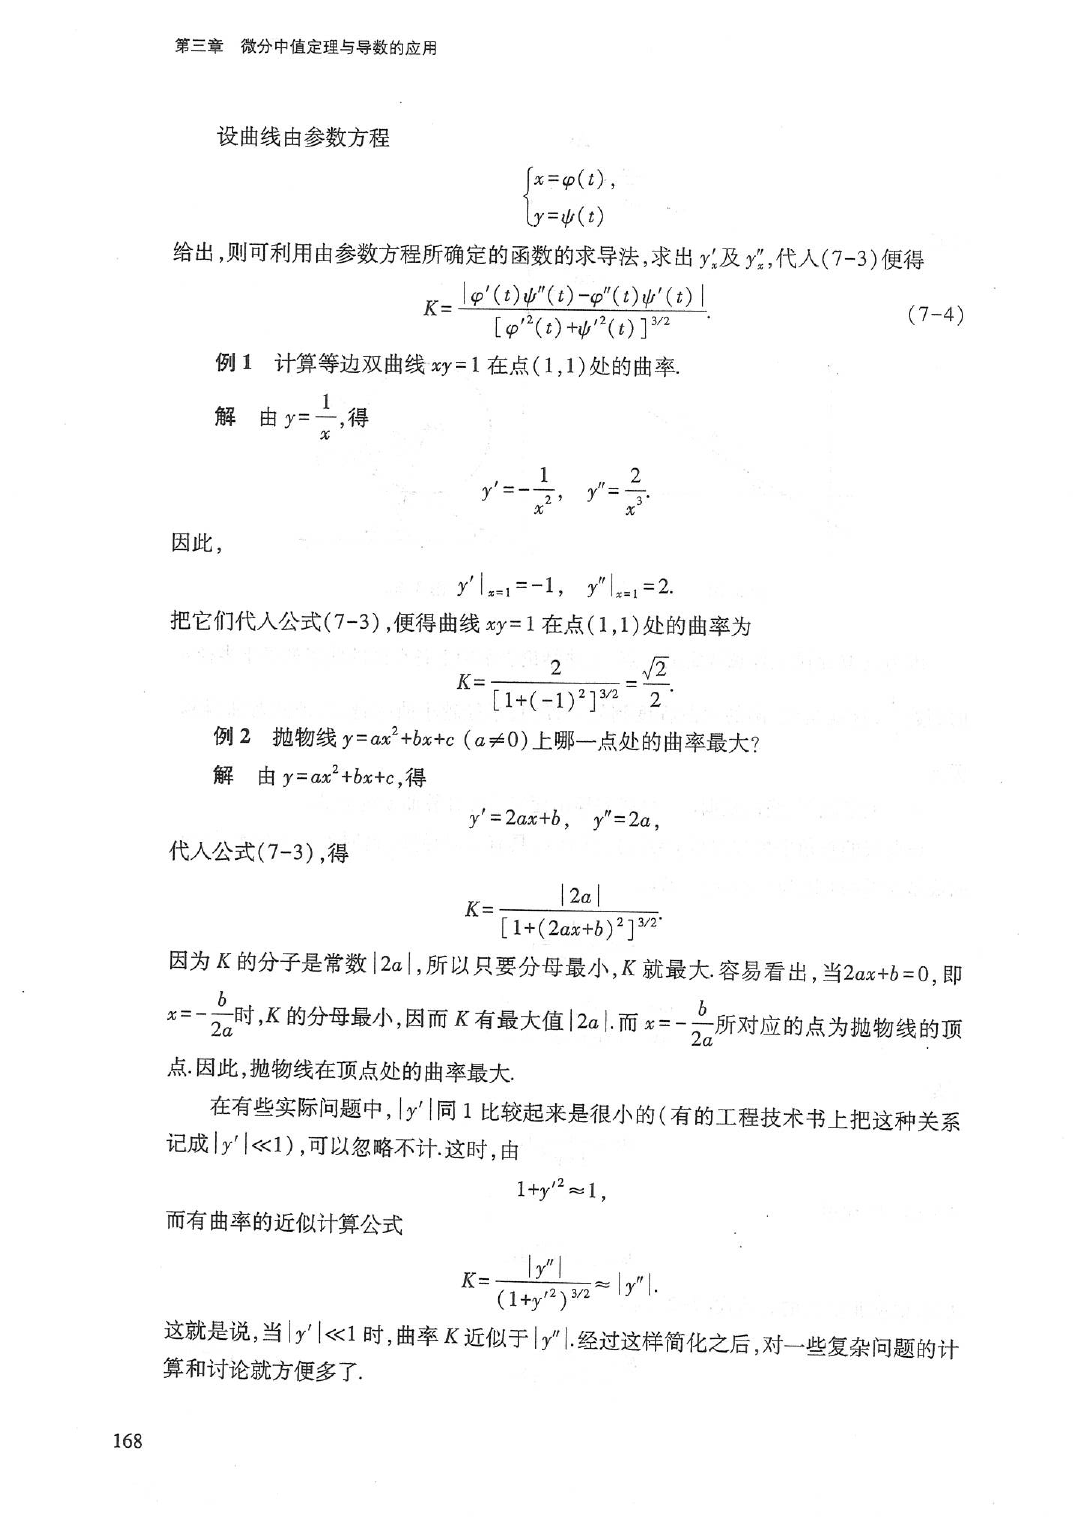 第三章 微分中值定理与导数的应用
设曲线由参数方程
{x=φ(t),
y=ψ(t)
给出,则可利用由参数方程所确定的函数的求导法,求出 y′ₓ及 y″ₓ,代入(7-3)便得
K=|φ′(t)ψ″(t)-φ″(t)ψ′(t)|/[φ′²(t)+ψ′²(t)]^{3/2}. (7-4)
例 1 计算等边双曲线 xy=1 在点(1,1)处的曲率.
解 由 y=1/x,得
y′=-1/x², y″=2/x³.
因此,
y′|ₓ₌₁=-1, y″|ₓ₌₁=2.
把它们代入公式(7-3),便得曲线 xy=1 在点(1,1)处的曲率为
K=2/[1+(-1)²]^{3/2}=√2/2.
例 2 抛物线 y=ax²+bx+c (a≠0)上哪一点处的曲率最大?
解 由 y=ax²+bx+c,得
y′=2ax+b, y″=2a,
代入公式(7-3),得
K=|2a|/[1+(2ax+b)²]^{3/2}.
因为 K 的分子是常数|2a|,所以只要分母最小,K 就最大.容易看出,当2ax+b=0,即
x=-b/2a时,K 的分母最小,因而 K 有最大值|2a|.而 x=-b/2a所对应的点为抛物线的顶
点.因此,抛物线在顶点处的曲率最大.
在有些实际问题中,|y′|同 1 比较起来是很小的(有的工程技术书上把这种关系
记成|y′|≪1),可以忽略不计.这时,由
1+y′²≈1,
而有曲率的近似计算公式
K=|y″|/(1+y′²)^{3/2}≈|y″|.
这就是说,当|y′|≪1 时,曲率 K 近似于|y″|.经过这样简化之后,对一些复杂问题的计
算和讨论就方便多了.
168